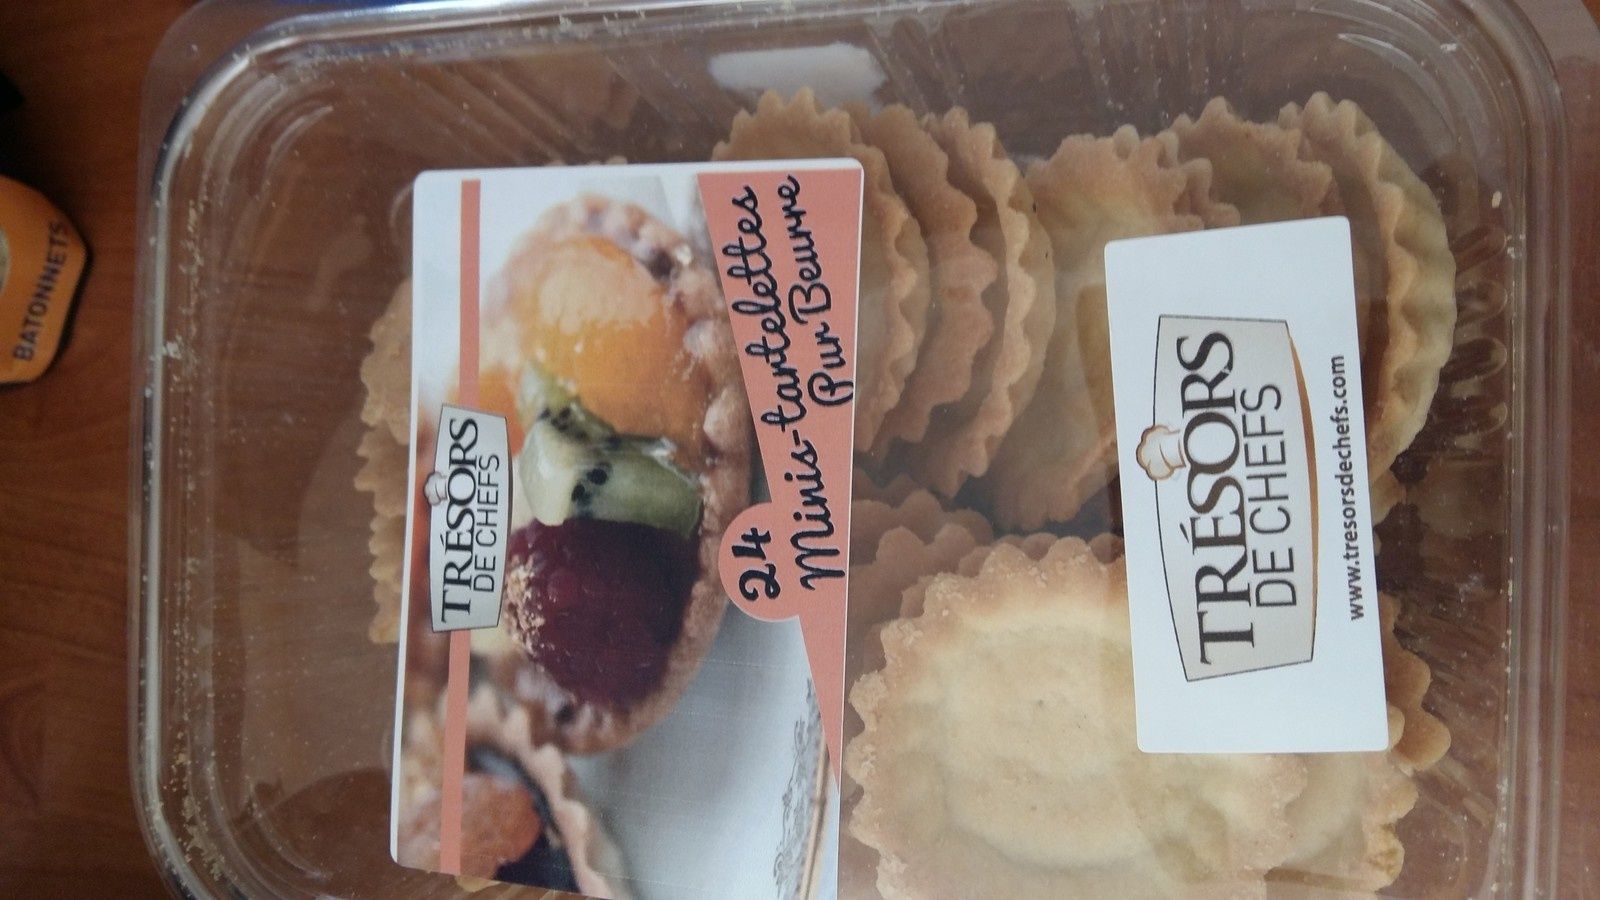 TRÉSORS
DE CHEFS
24
Minis-tartelettes
Pur Beurre
TRÉSORS
DE CHEFS
www.tresorsdechefs.com
BATONNETS